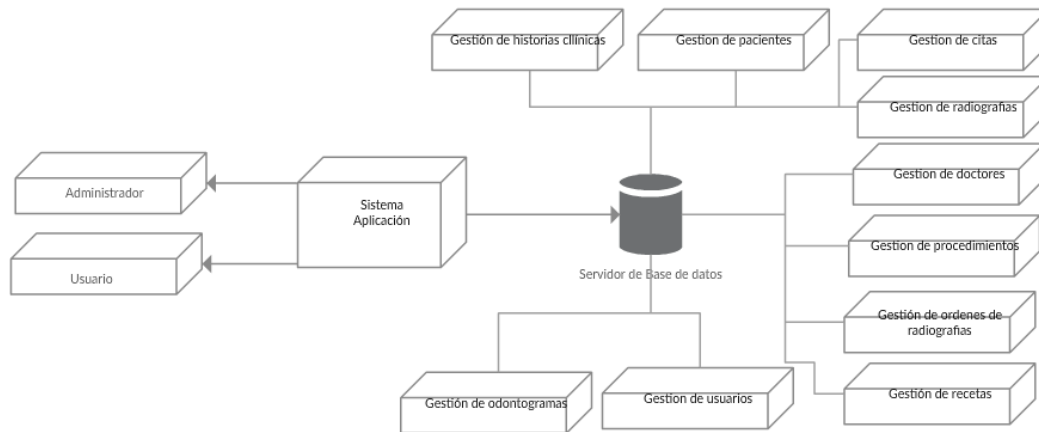 Gestión de historias cllínicas
Gestion de pacientes
Gestion de citas
Gestion de radiografias
Gestion de doctores
Administrador
Sistema
Aplicación
Gestion de procedimientos
Servidor de Base de datos
Usuario
Gestión de ordenes de
radiografias
Gestión de odontogramas
Gestion de usuarios
Gestión de recetas